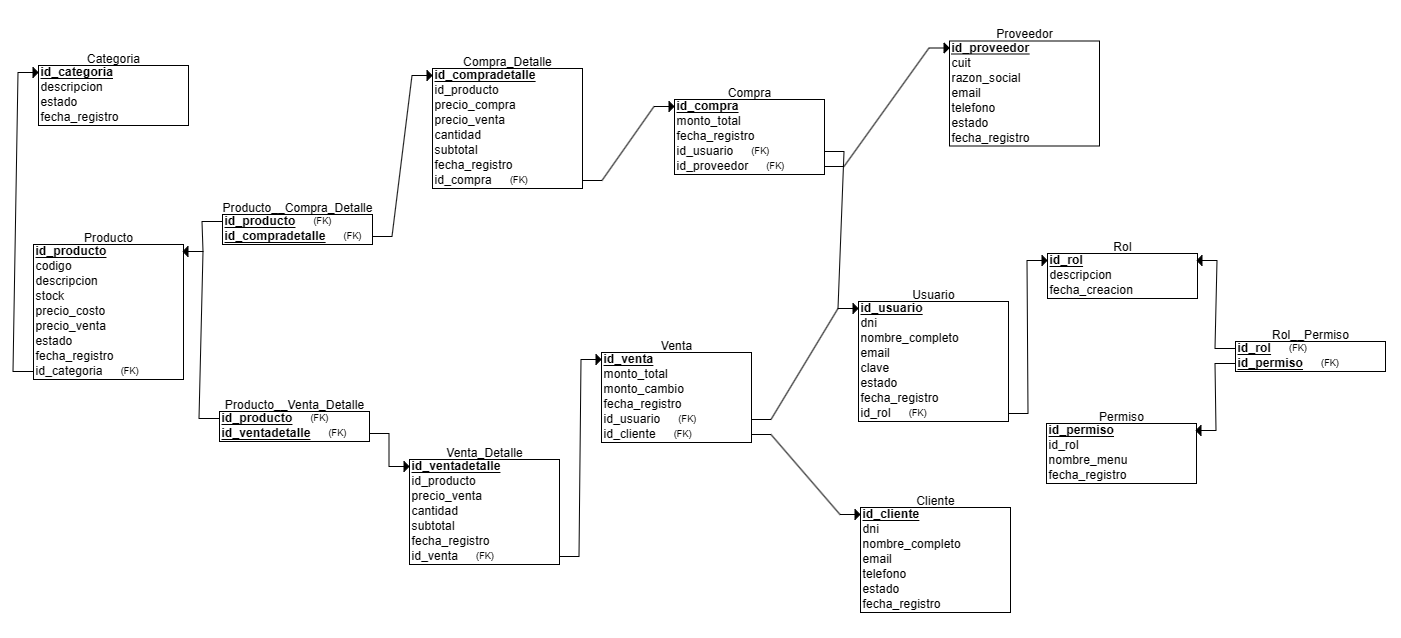 Categoria
id_categoria
descripcion
estado
fecha_registro
Compra_Detalle
id_compradetalle
id_producto
precio_compra
precio_venta
cantidad
subtotal
fecha_registro
id_compra (FK)
Compra
id_compra
monto_total
fecha_registro
id_usuario (FK)
id_proveedor (FK)
Proveedor
id_proveedor
cuit
razon_social
email
telefono
estado
fecha_registro
Producto__Compra_Detalle
id_producto (FK)
id_compradetalle (FK)
Producto
id_producto
codigo
descripcion
stock
precio_costo
precio_venta
estado
fecha_registro
id_categoria (FK)
Producto__Venta_Detalle
id_producto (FK)
id_ventadetalle (FK)
Venta_Detalle
id_ventadetalle
id_producto
precio_venta
cantidad
subtotal
fecha_registro
id_venta (FK)
Venta
id_venta
monto_total
monto_cambio
fecha_registro
id_usuario (FK)
id_cliente (FK)
Usuario
id_usuario
dni
nombre_completo
email
clave
estado
fecha_registro
id_rol (FK)
Cliente
id_cliente
dni
nombre_completo
email
telefono
estado
fecha_registro
Rol
id_rol
descripcion
fecha_creacion
Rol__Permiso
id_rol (FK)
id_permiso (FK)
Permiso
id_permiso
id_rol
nombre_menu
fecha_registro